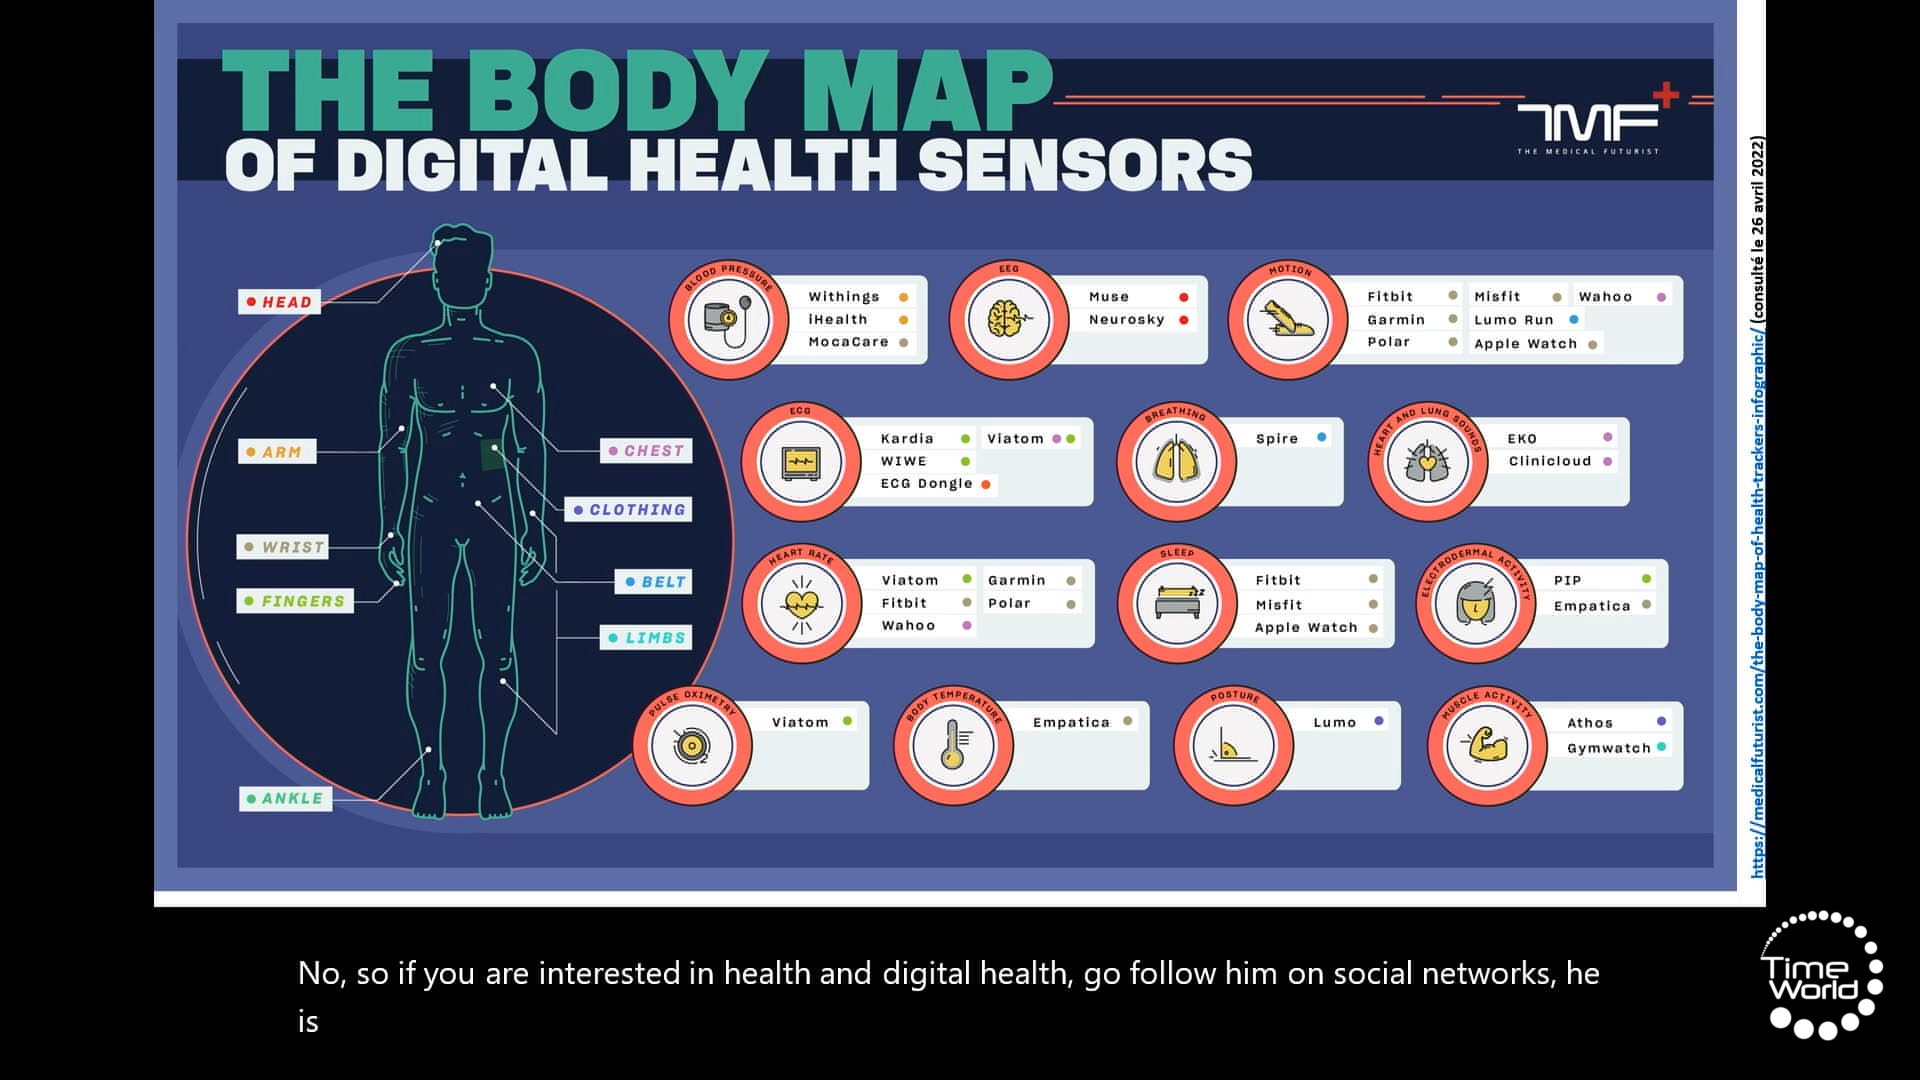 THE BODY MAP
OF DIGITAL HEALTH SENSORS
TMF
THE MEDICAL FUTURIST
HEAD
ARM
WRIST
FINGERS
ANKLE
CHEST
CLOTHING
BELT
LIMBS
BLOOD PRESSURE
Withings
iHealth
MocaCare
EEG
Muse
Neurosky
MOTION
Fitbit
Garmin
Polar
Misfit
Lumo Run
Apple Watch
Wahoo
ECG
Kardia
WIWE
ECG Dongle
Viatom
BREATHING
Spire
HEART AND LUNG SOUNDS
EKO
Clinicloud
HEART RATE
Viatom
Fitbit
Wahoo
Garmin
Polar
SLEEP
ZZZ
Fitbit
Misfit
Apple Watch
ELECTRODERMAL ACTIVITY
PIP
Empatica
PULSE OXIMETRY
Viatom
BODY TEMPERATURE
Empatica
POSTURE
Lumo
MUSCLE ACTIVITY
Athos
Gymwatch
https://medicalfuturist.com/the-body-map-of-health-trackers-infographic/ (consulté le 26 avril 2022)
No, so if you are interested in health and digital health, go follow him on social networks, he
is
Time
World